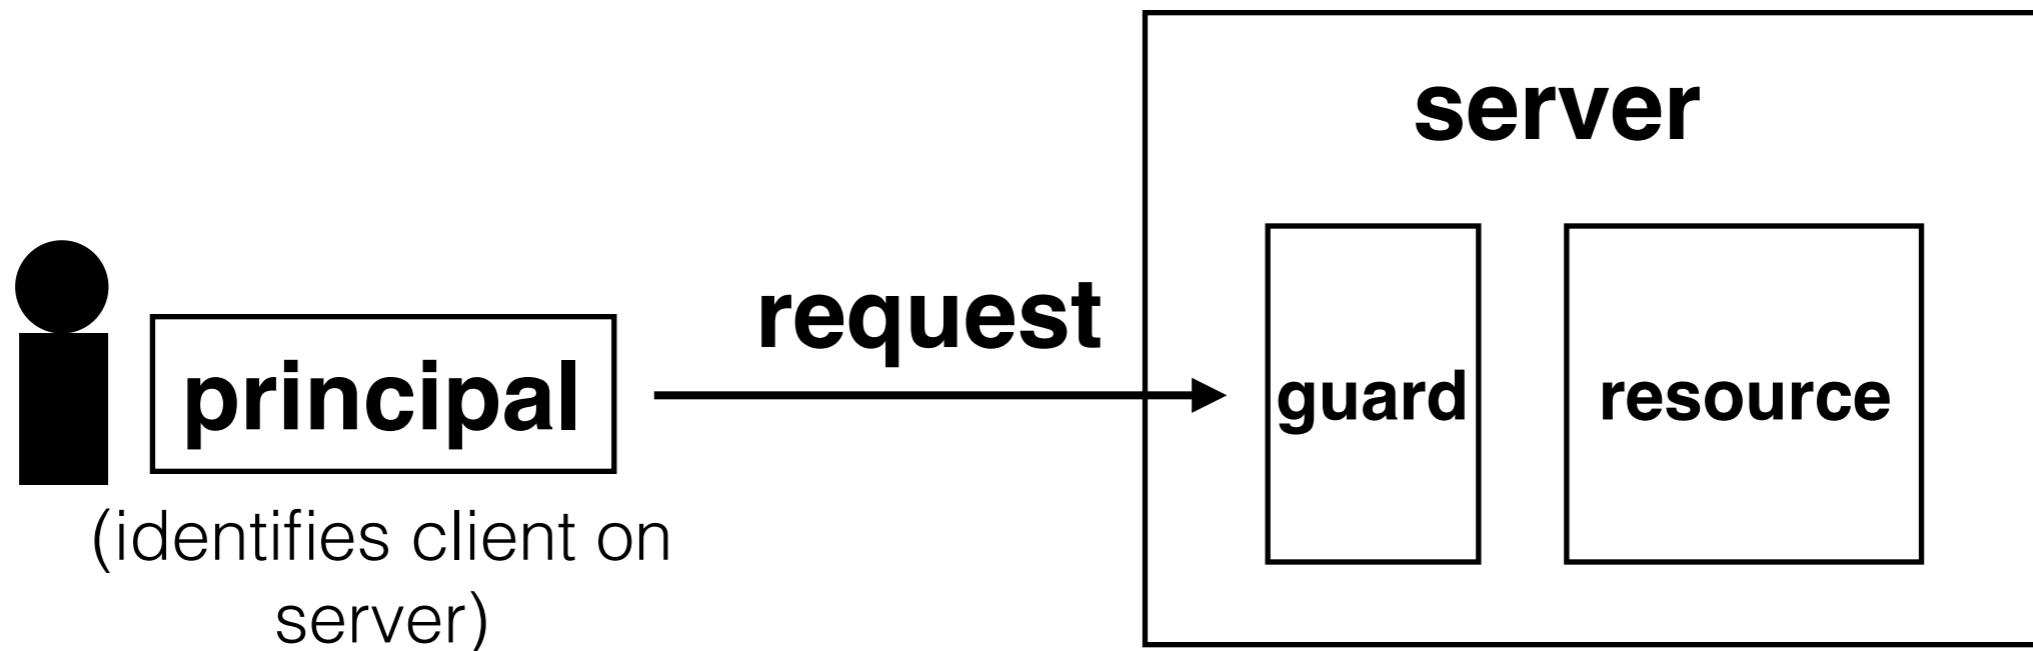 server
request
principal
guard
resource
(identifies client on
server)